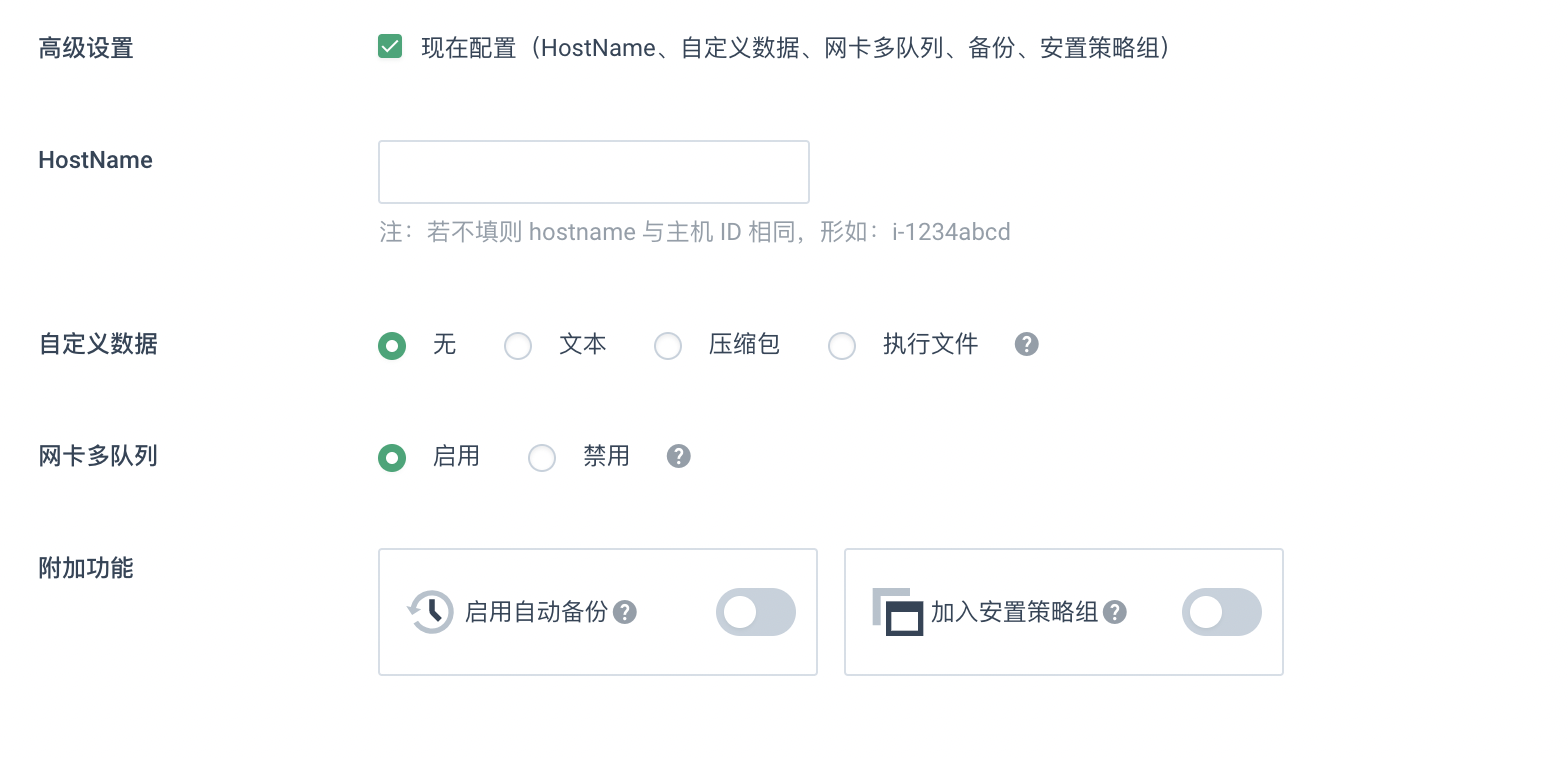 高级设置
现在配置（HostName、自定义数据、网卡多队列、备份、安置策略组）
HostName
注：若不填则 hostname 与主机 ID 相同，形如：i-1234abcd
自定义数据
无 文本 压缩包 执行文件 ?
网卡多队列
启用 禁用 ?
附加功能
启用自动备份 ? 加入安置策略组 ?